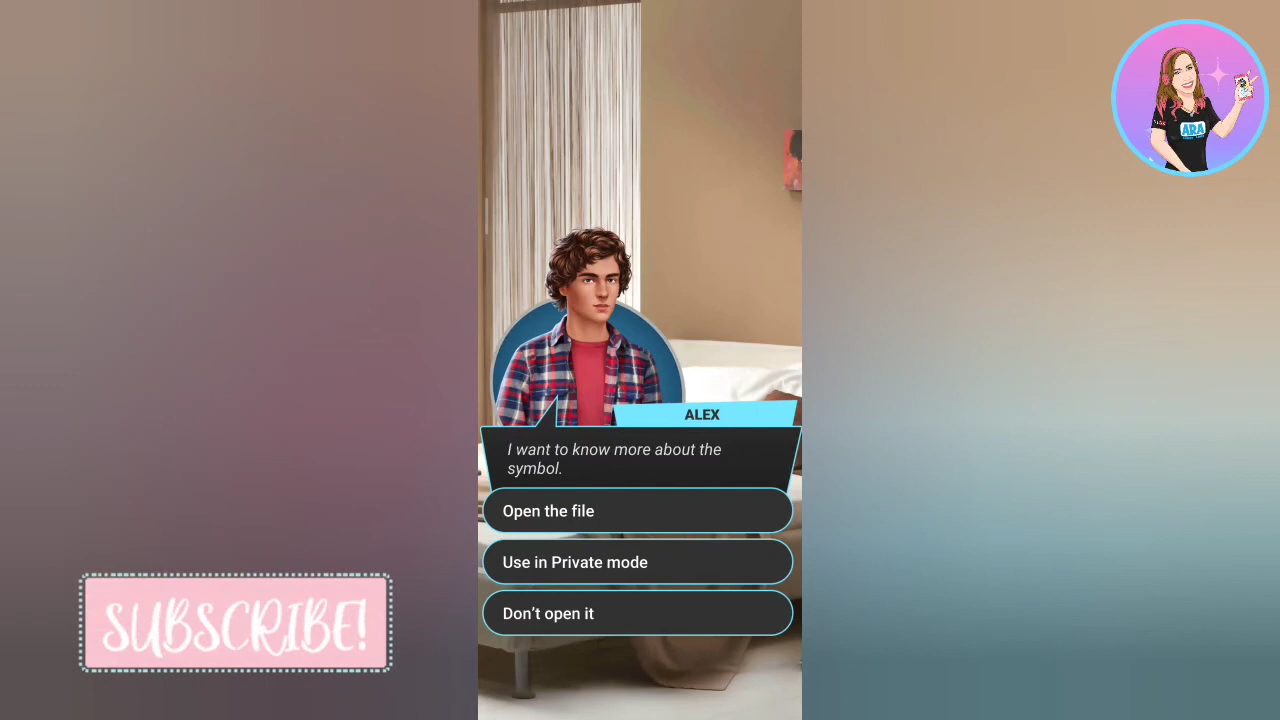 ARA
ALEX
I want to know more about the
symbol.
Open the file
Use in Private mode
Don't open it
SUBSCRIBE!